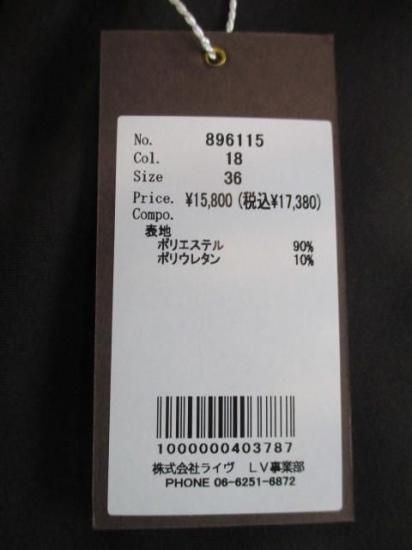 No. 896115
Col. 18
Size 36
Price. ¥15,800 (税込¥17,380)
Compo.
表地
ポリエステル 90%
ポリウレタン 10%
1000000403787
株式会社ライヴ LV事業部
PHONE 06-6251-6872